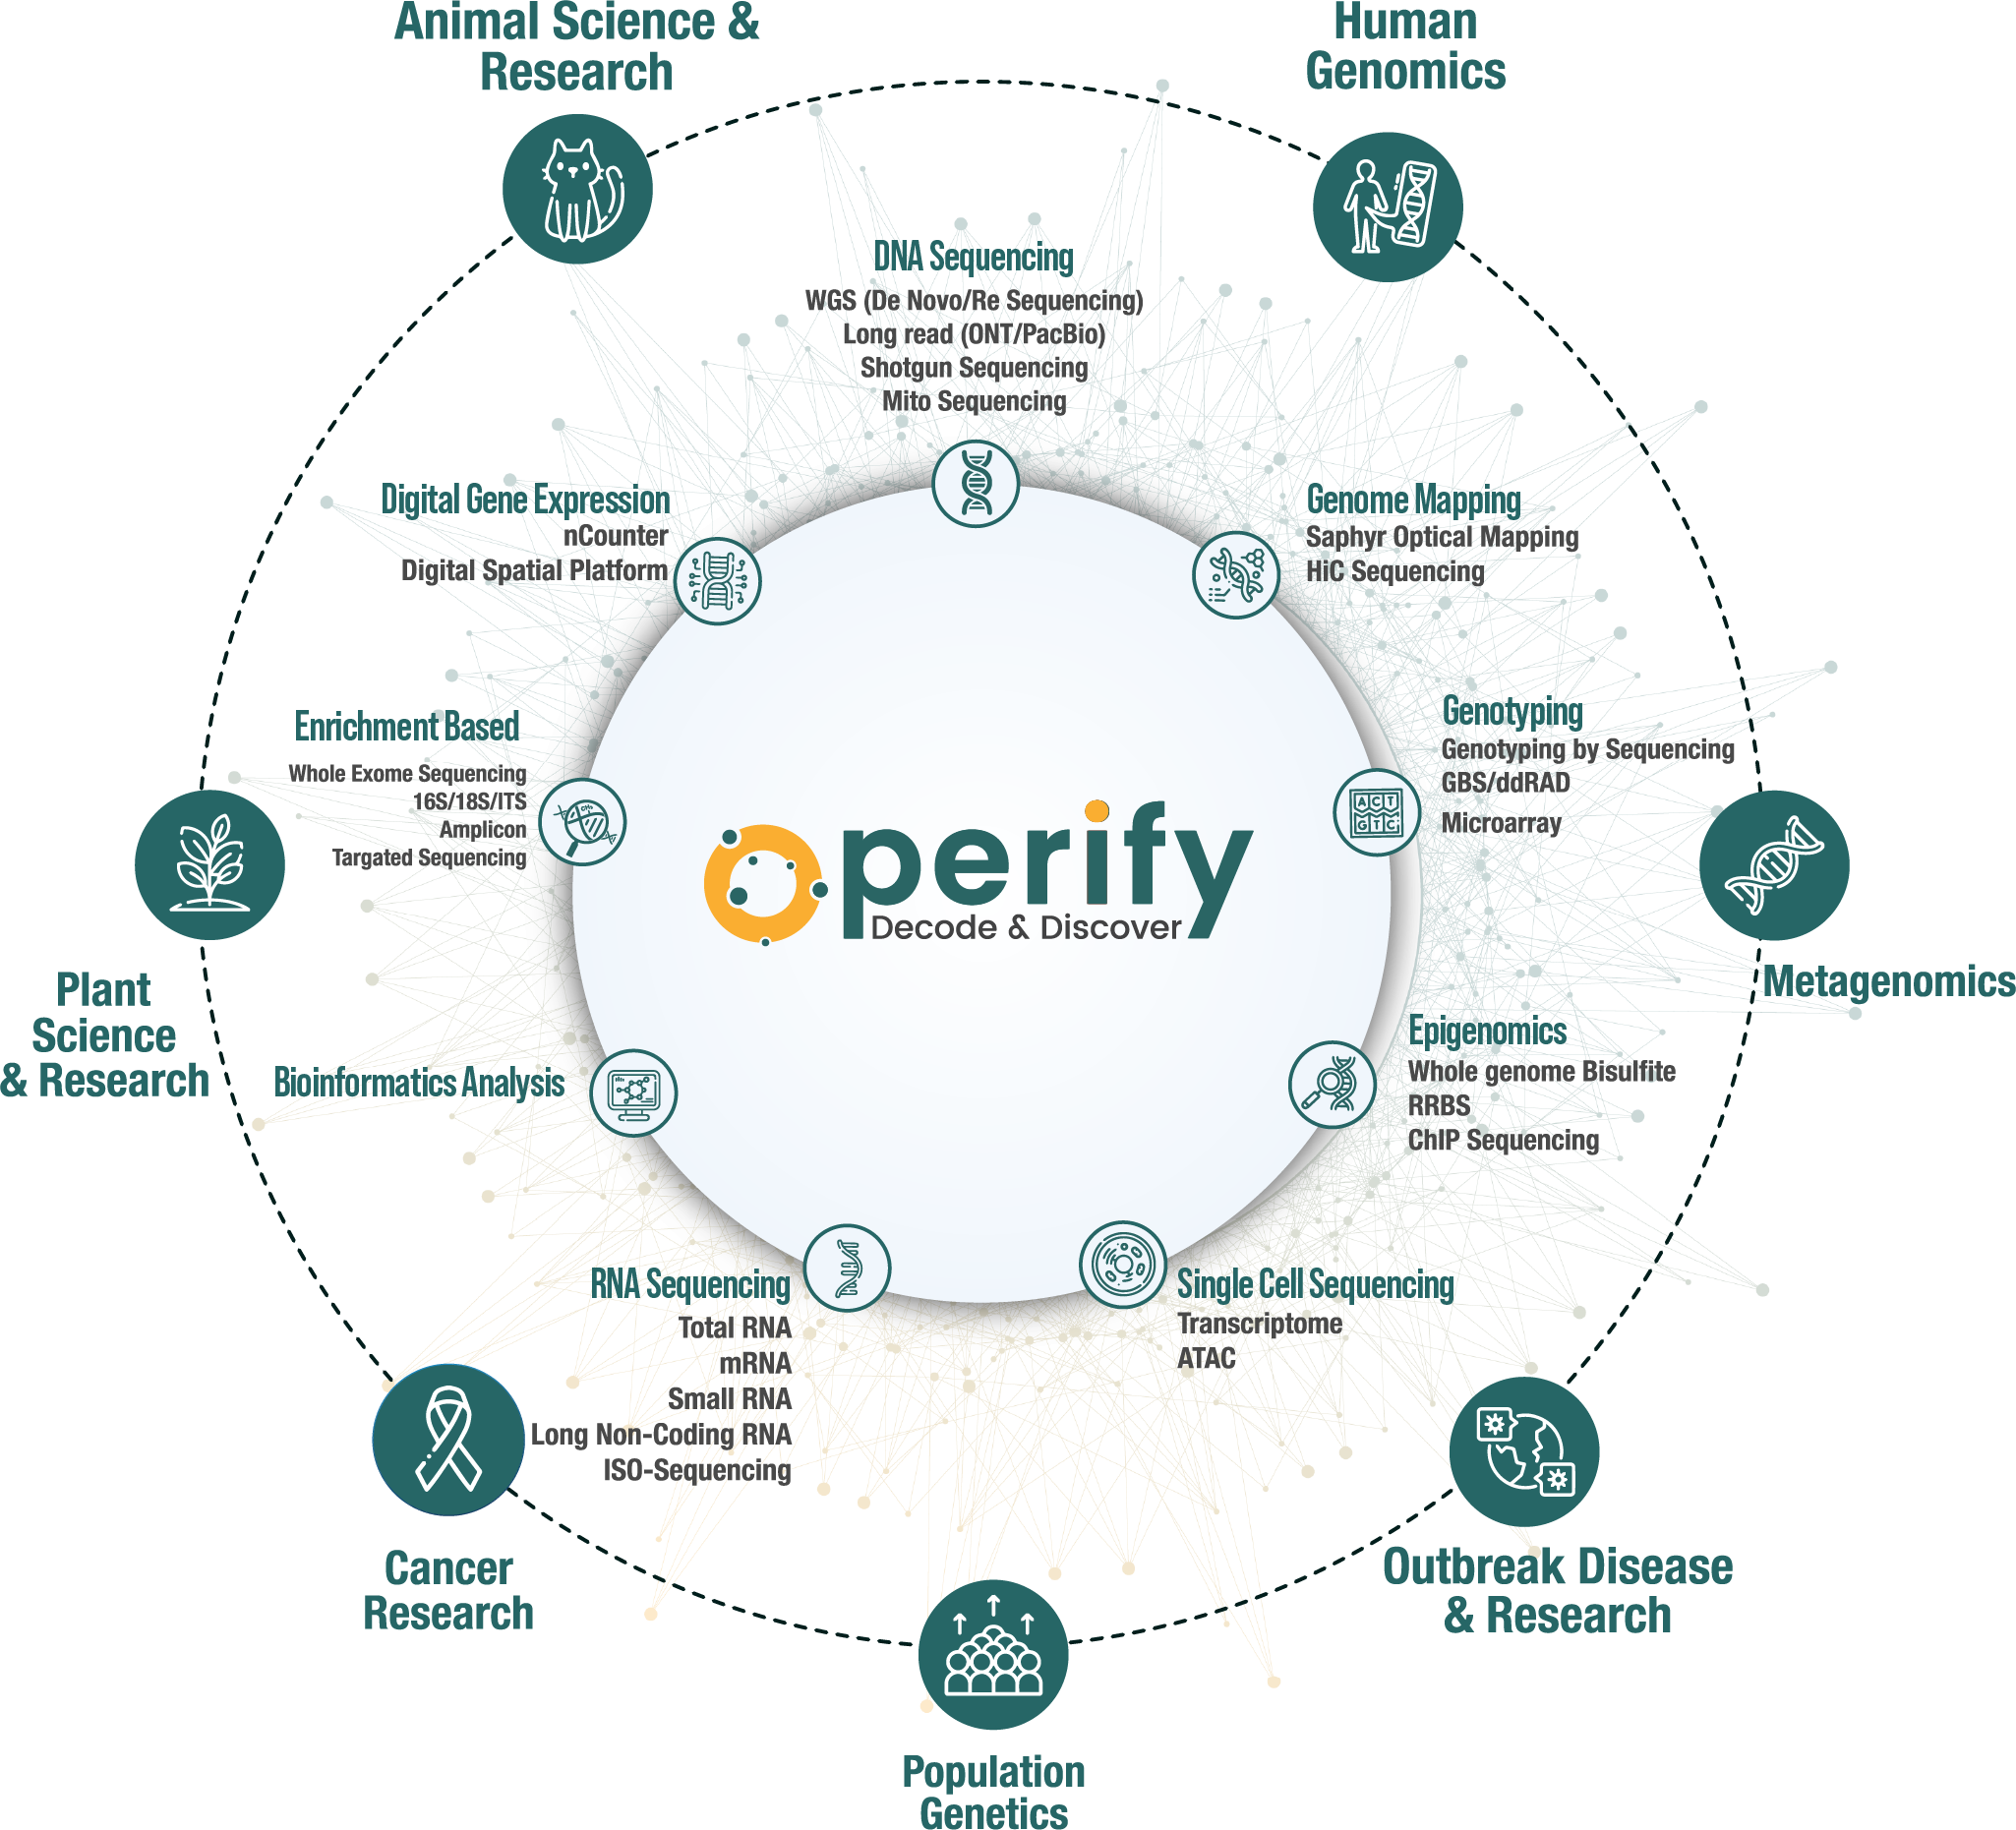 Animal Science &
Research
Human
Genomics
DNA Sequencing
WGS (De Novo/Re Sequencing)
Long read (ONT/PacBio)
Shotgun Sequencing
Mito Sequencing
Digital Gene Expression
nCounter
Digital Spatial Platform
Genome Mapping
Saphyr Optical Mapping
HiC Sequencing
Enrichment Based
Whole Exome Sequencing
16S/18S/ITS
Amplicon
Targated Sequencing
Genotyping
Genotyping by Sequencing
GBS/ddRAD
Microarray
A C T
G T C
Operify
Decode & Discover
Plant
Science
& Research
Metagenomics
Bioinformatics Analysis
Epigenomics
Whole genome Bisulfite
RRBS
ChIP Sequencing
RNA Sequencing
Total RNA
mRNA
Small RNA
Long Non-Coding RNA
ISO-Sequencing
Single Cell Sequencing
Transcriptome
ATAC
Cancer
Research
Outbreak Disease
& Research
Population
Genetics